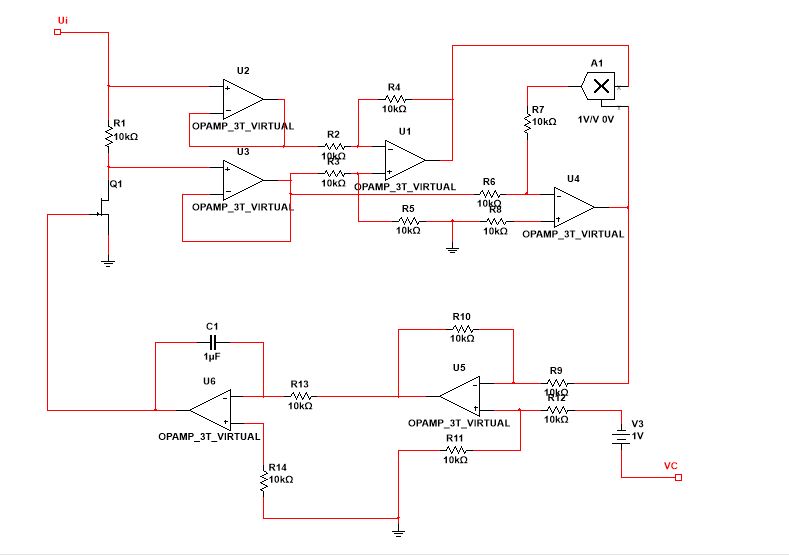 Ui
U2
OPAMP_3T_VIRTUAL
R1
10kΩ
U3
OPAMP_3T_VIRTUAL
Q1
R4
10kΩ
R2
10kΩ
R3
10kΩ
U1
OPAMP_3T_VIRTUAL
R5
10kΩ
R6
10kΩ
R8
10kΩ
R7
10kΩ
A1
X
Y
1V/V 0V
U4
OPAMP_3T_VIRTUAL
C1
1µF
U6
OPAMP_3T_VIRTUAL
R13
10kΩ
R14
10kΩ
R10
10kΩ
U5
OPAMP_3T_VIRTUAL
R9
10kΩ
R12
10kΩ
R11
10kΩ
V3
1V
VC